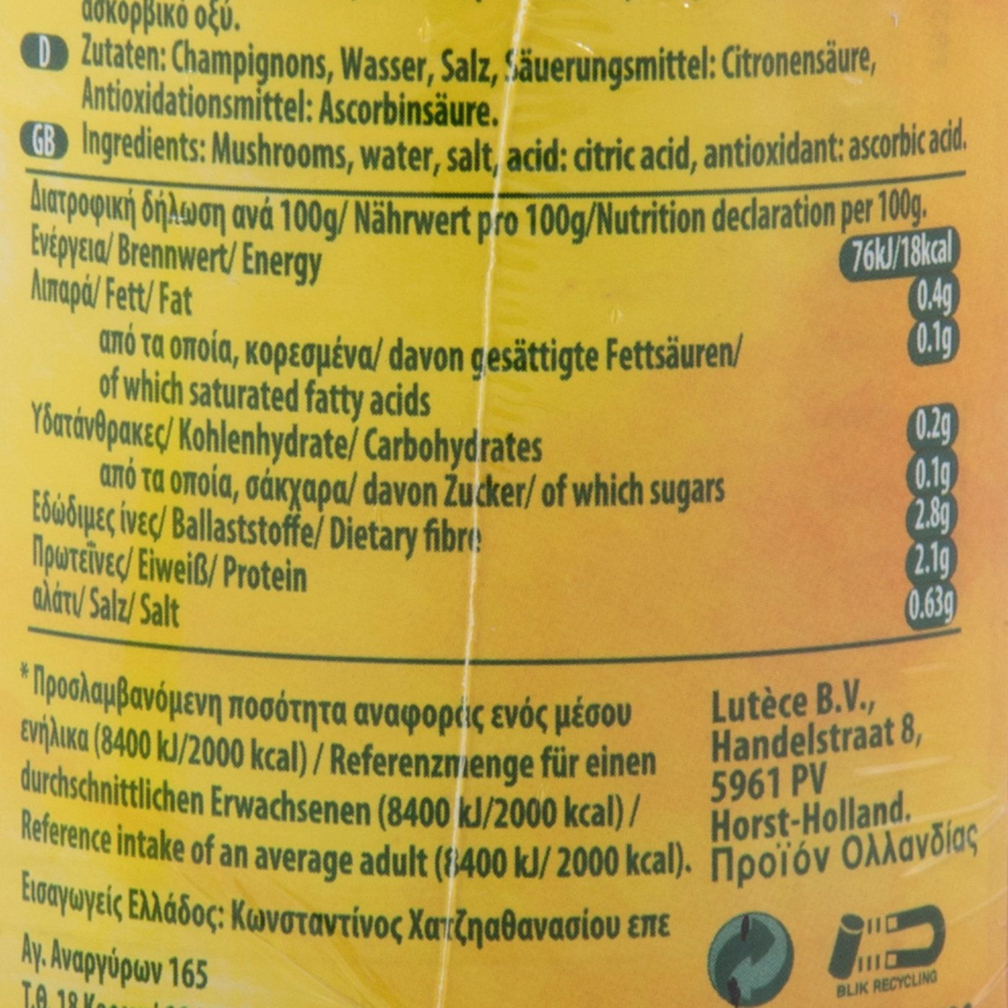 ασκορβικό οξύ.
D Zutaten: Champignons, Wasser, Salz, Säuerungsmittel: Citronensäure,
Antioxidationsmittel: Ascorbinsäure.
GB Ingredients: Mushrooms, water, salt, acid: citric acid, antioxidant: ascorbic acid.
Διατροφική δήλωση ανά 100g/ Nährwert pro 100g/Nutrition declaration per 100g.
Ενέργεια/ Brennwert/ Energy 76kJ/18kcal
Λιπαρά/ Fett/ Fat 0.4g
από τα οποία, κορεσμένα/ davon gesättigte Fettsäuren/ 0.1g
of which saturated fatty acids
Υδατάνθρακες/ Kohlenhydrate/ Carbohydrates 0.2g
από τα οποία, σάκχαρα/ davon Zucker/ of which sugars 0.1g
Εδώδιμες ίνες/ Ballaststoffe/ Dietary fibre 2.8g
Πρωτεΐνες/ Eiweiß/ Protein 2.1g
αλάτι/ Salz/ Salt 0.63g
* Προσλαμβανόμενη ποσότητα αναφοράς ενός μέσου
ενήλικα (8400 kJ/2000 kcal) / Referenzmenge für einen
durchschnittlichen Erwachsenen (8400 kJ/2000 kcal) /
Reference intake of an average adult (8400 kJ/ 2000 kcal).
Lutèce B.V.,
Handelstraat 8,
5961 PV
Horst-Holland.
Προϊόν Ολλανδίας
Εισαγωγείς Ελλάδος: Κωνσταντίνος Χατζηαθανασίου επε
Αγ. Αναργύρων 165
Τ.Θ. 18
BLIK RECYCLING